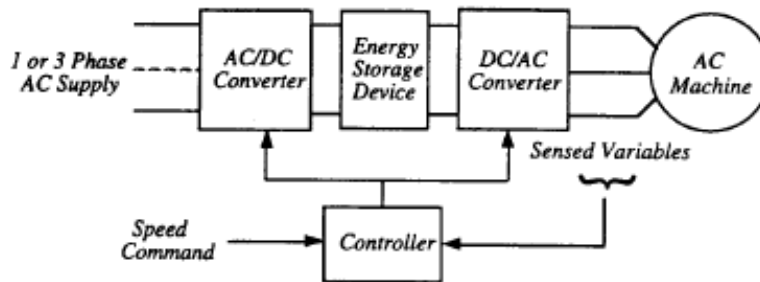 1 or 3 Phase
AC Supply
AC/DC
Converter
Energy
Storage
Device
DC/AC
Converter
AC
Machine
Sensed Variables
Speed
Command
Controller